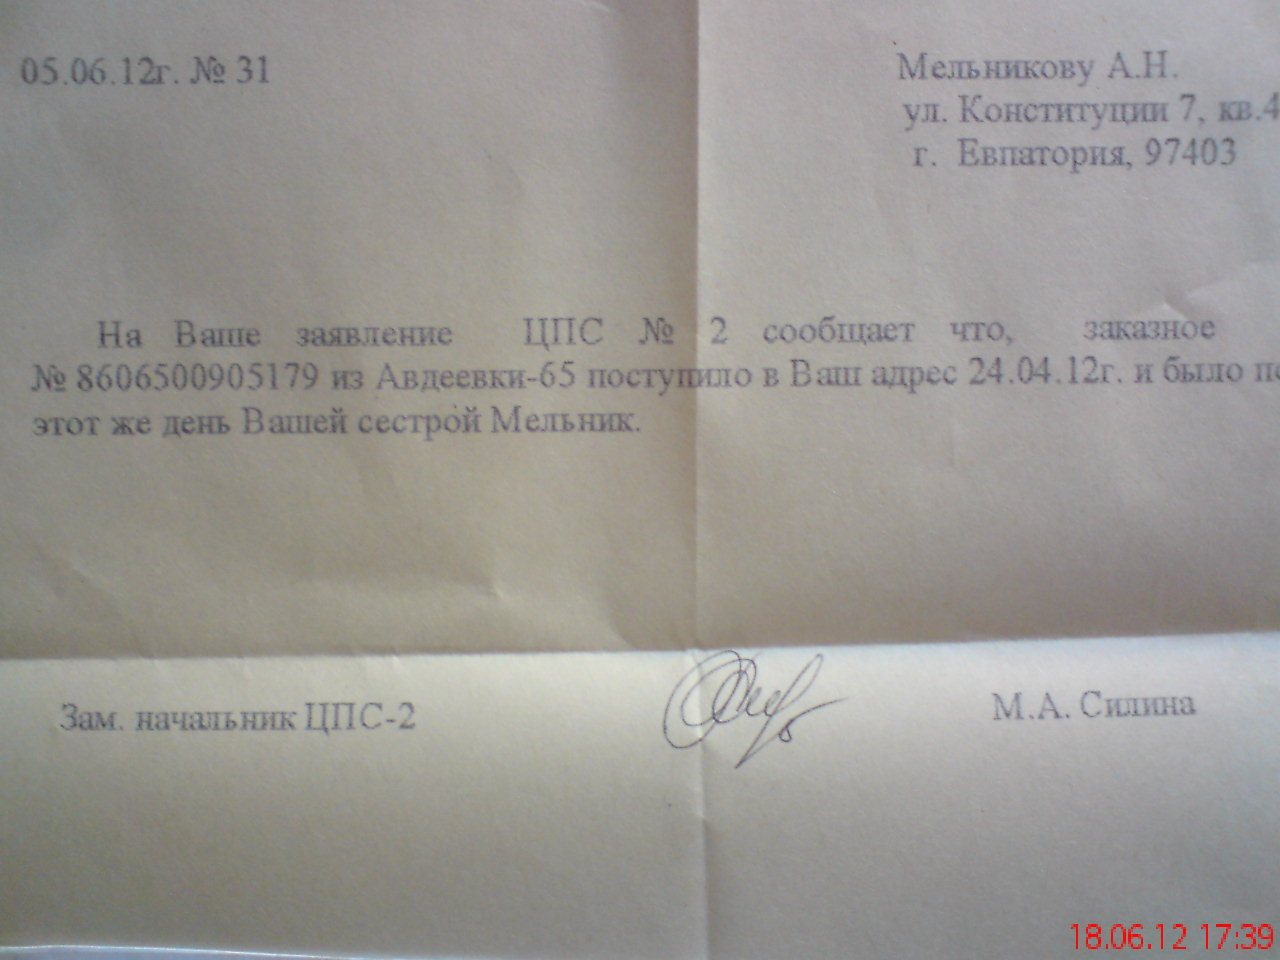 05.06.12г. № 31
Мельникову А.Н.
ул. Конституции 7, кв.4
г. Евпатория, 97403
На Ваше заявление ЦПС № 2 сообщает что, заказное
№ 8606500905179 из Авдеевки-65 поступило в Ваш адрес 24.04.12г. и было
этот же день Вашей сестрой Мельник.
Зам. начальник ЦПС-2
М.А. Силина
18.06.12 17:39